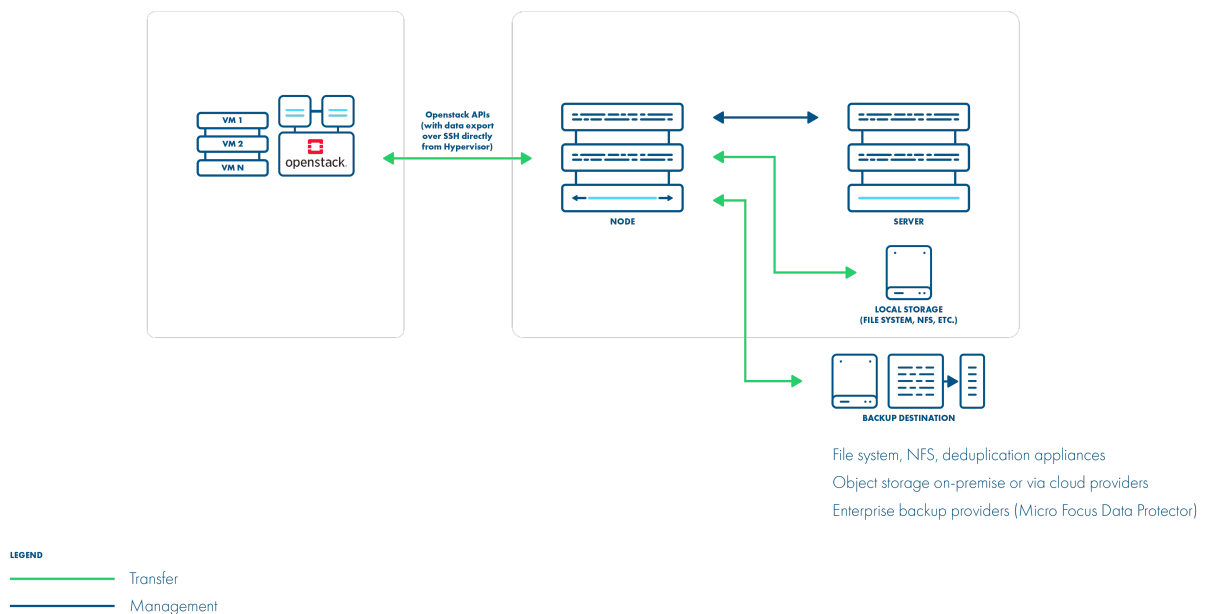 VM 1
VM 2
VM N
openstack.
Openstack APIs
(with data export
over SSH directly
from Hypervisor)
NODE
SERVER
LOCAL STORAGE
(FILE SYSTEM, NFS, ETC.)
BACKUP DESTINATION
File system, NFS, deduplication appliances
Object storage on-premise or via cloud providers
Enterprise backup providers (Micro Focus Data Protector)
LEGEND
Transfer
Management